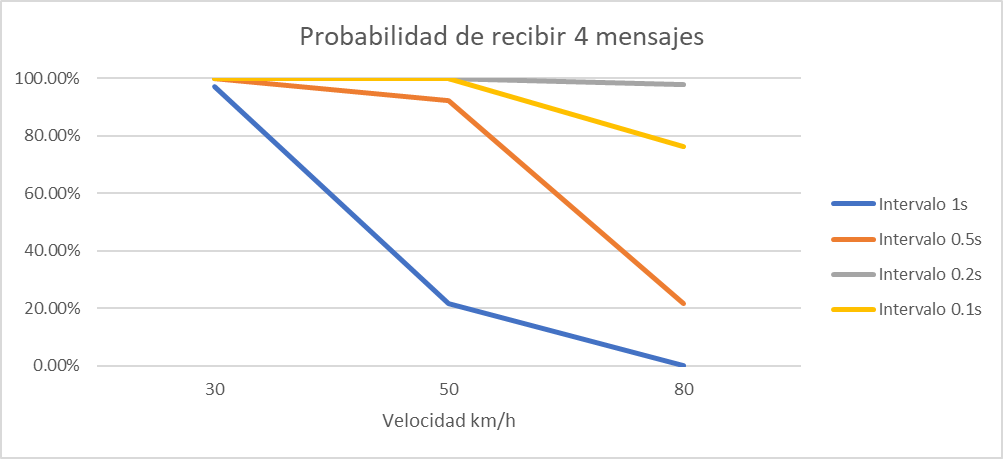 Probabilidad de recibir 4 mensajes
100.00%
80.00%
60.00%
40.00%
20.00%
0.00%
30 50 80
Velocidad km/h
Intervalo 1s
Intervalo 0.5s
Intervalo 0.2s
Intervalo 0.1s